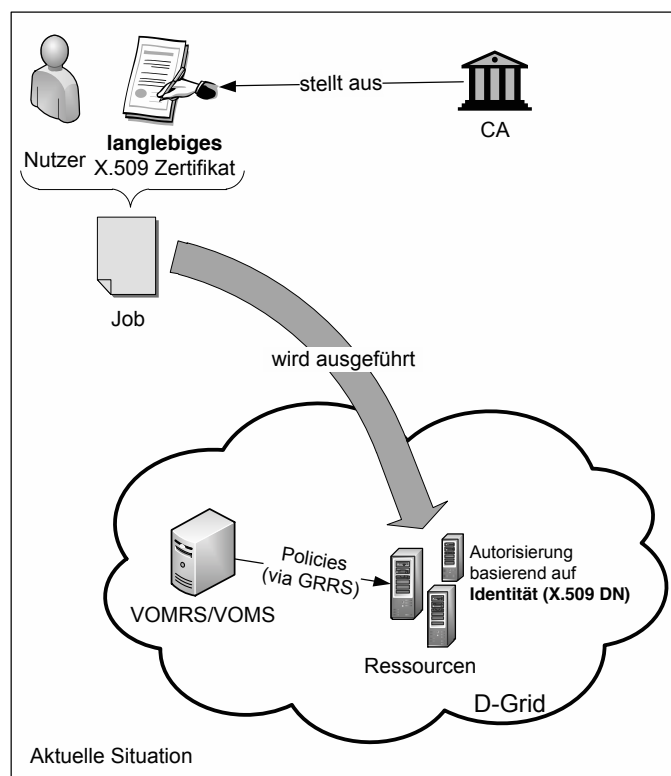 stellt aus
CA
Nutzer
langlebiges
X.509 Zertifikat
Job
wird ausgeführt
Policies
(via GRRS)
VOMRS/VOMS
Autorisierung
basierend auf
Identität (X.509 DN)
Ressourcen
D-Grid
Aktuelle Situation